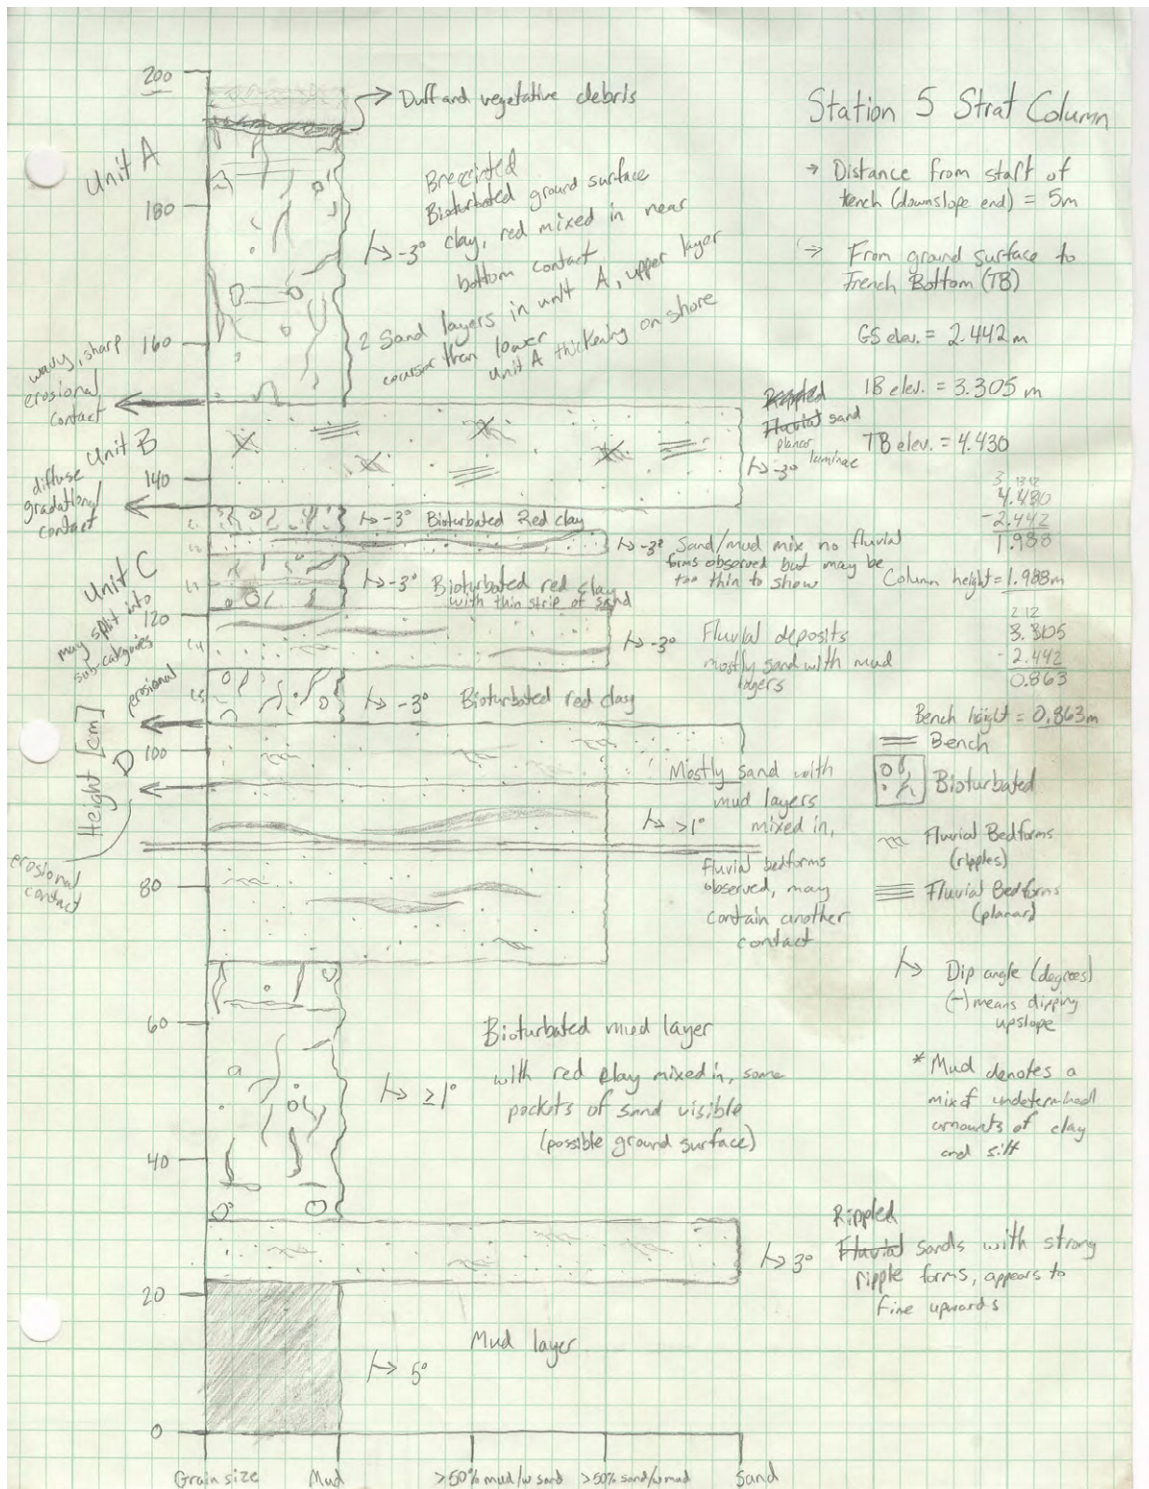 Station 5 Strat Column
→ Distance from start of
trench (downslope end) = 5m
→ From ground surface to
Trench Bottom (TB)
GS elev. = 2.442 m
IB elev. = 3.305 m
TB elev. = 4.430
4.430
-2.442
1.988
Column height = 1.988m
3.305
-2.442
0.863
Bench height = 0.863m
Bench
Bioturbated
Fluvial Bedforms
(ripples)
Fluvial Bedforms
(planar)
Dip angle (degrees)
(-) means dipping
upslope
* Mud denotes a
mix of undetermined
amounts of clay
and silt
200
Duff and vegetative debris
Unit A
180
Brecciated
Bioturbated ground surface
-3° clay, red mixed in near
bottom contact
2 Sand layers in unit A, upper layer
courser than lower
Unit A thickening on shore
160
wavy, sharp
erosional
contact
Rippled
Fluvial sand
planar
laminae
-3°
Unit B
140
diffuse
gradational
contact
-3° Bioturbated Red clay
-3° Sand/mud mix no fluvial
forms observed but may be
too thin to show
Unit C
may split into
sub-categories
-3° Bioturbated red clay
with thin strip of sand
120
C4
-3° Fluvial deposits
mostly sand with mud
layers
C5
-3° Bioturbated red clay
erosional
Height [cm]
D
100
Mostly sand with
mud layers
>1° mixed in,
fluvial bedforms
observed, may
contain another
contact
erosional
contact
80
60
Bioturbated mud layer
≥1° with red clay mixed in, some
pockets of sand visible
(possible ground surface)
40
Rippled
3° Fluvial sands with strong
ripple forms, appears to
fine upwards
20
Mud layer
5°
0
Grain size Mud >50% mud/w sand >50% sand/w mud Sand